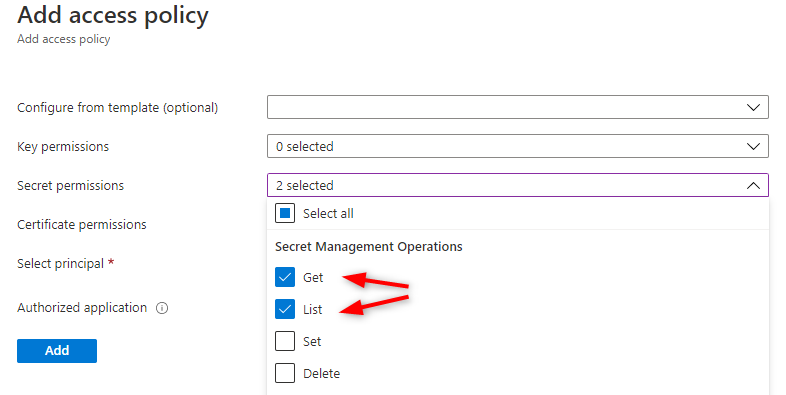 Add access policy
Add access policy
Configure from template (optional)
Key permissions
0 selected
Secret permissions
2 selected
Select all
Certificate permissions
Secret Management Operations
Select principal *
Get
Authorized application
List
Set
Add
Delete